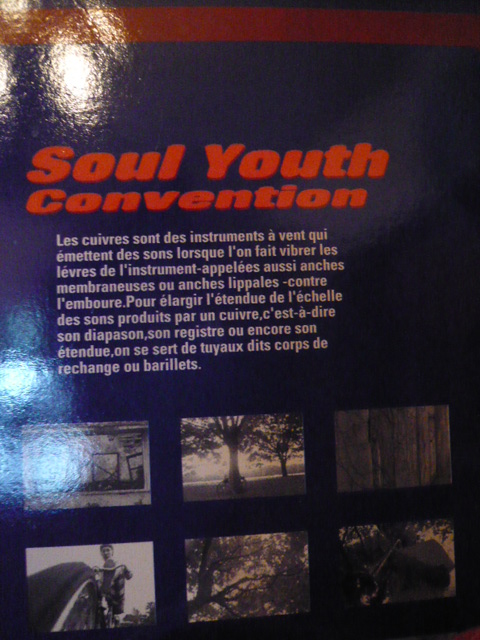 Soul Youth
Convention
Les cuivres sont des instruments à vent qui
émettent des sons lorsque l'on fait vibrer les
lévres de l'instrument-appelées aussi anches
membraneuses ou anches lippales -contre
l'emboure.Pour élargir l'étendue de l'échelle
des sons produits par un cuivre,c'est-à-dire
son diapason,son registre ou encore son
étendue,on se sert de tuyaux dits corps de
rechange ou barillets.